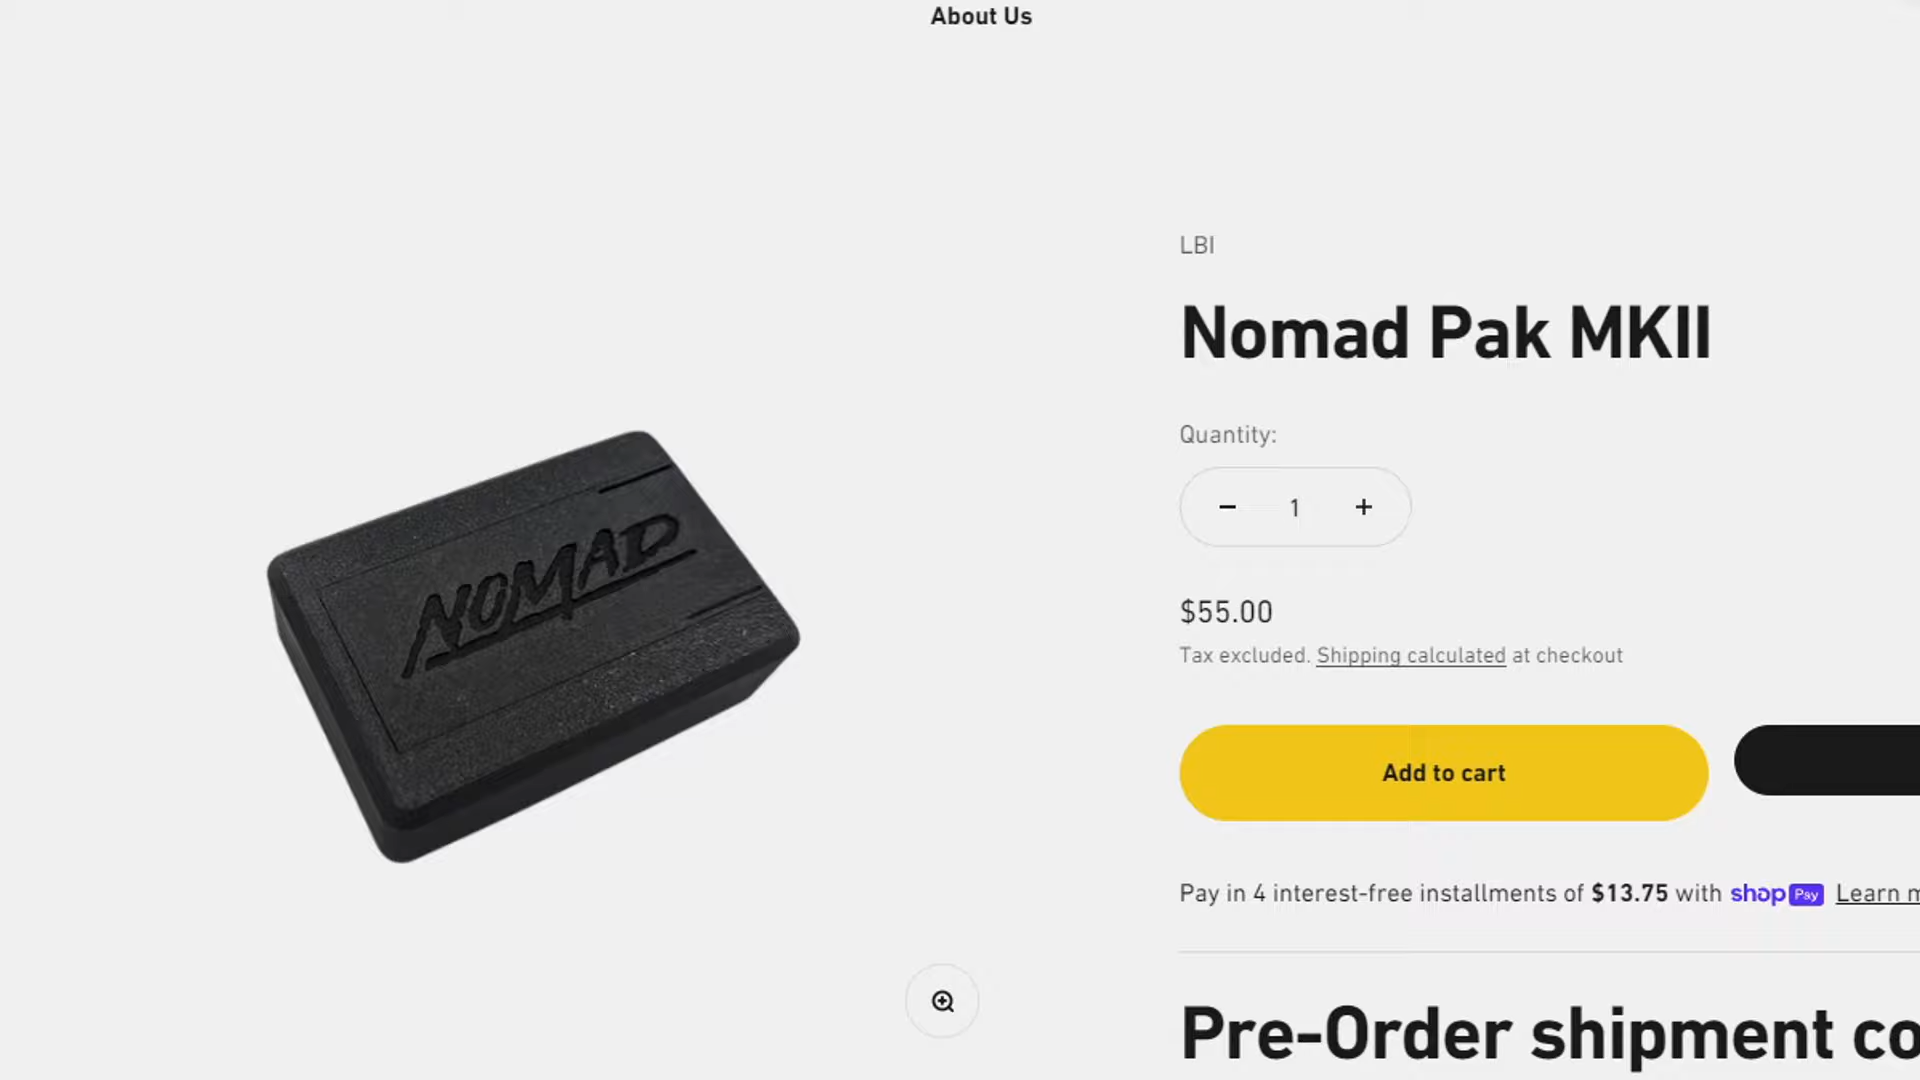 About Us
NOMAD
LBI
Nomad Pak MKII
Quantity:
− 1 +
$55.00
Tax excluded. Shipping calculated at checkout
Add to cart
Pay in 4 interest-free installments of $13.75 with shop Pay Learn
Pre-Order shipment